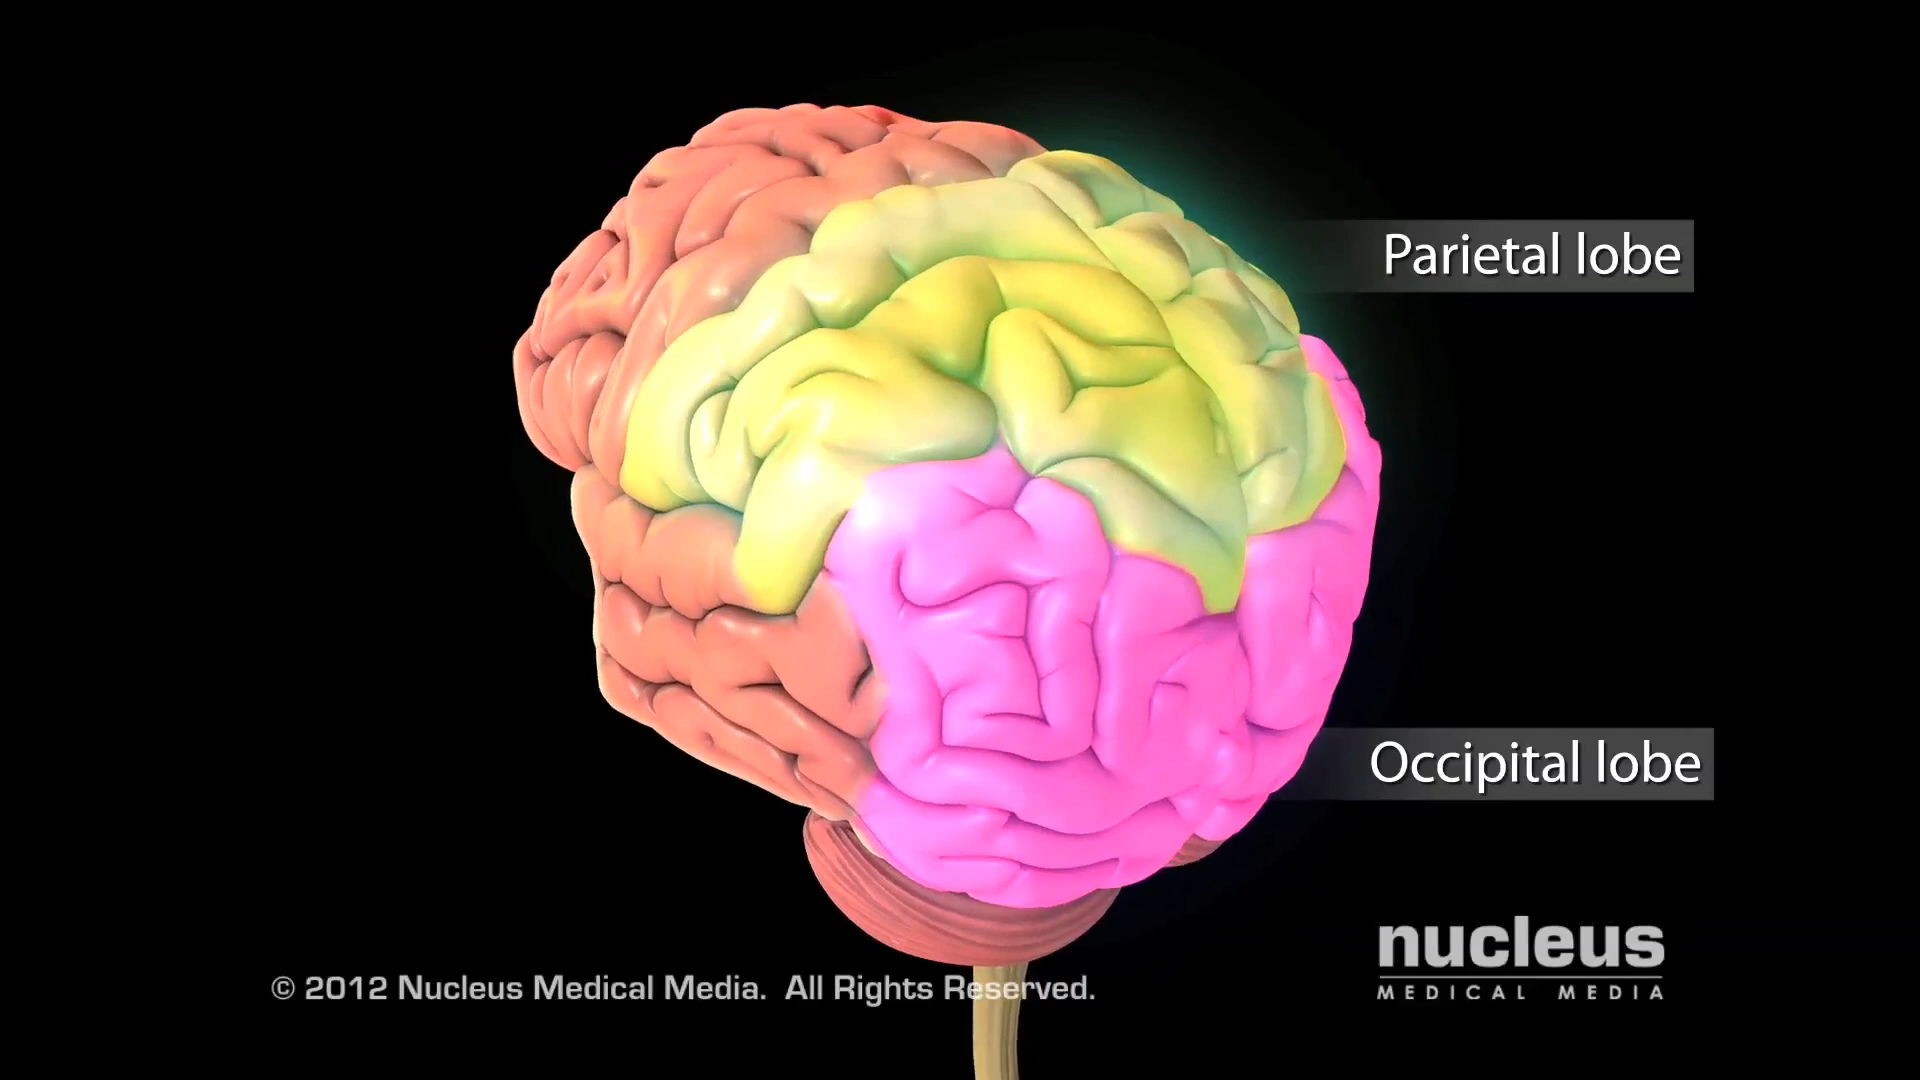 Parietal lobe
Occipital lobe
nucleus
MEDICAL MEDIA
© 2012 Nucleus Medical Media. All Rights Reserved.